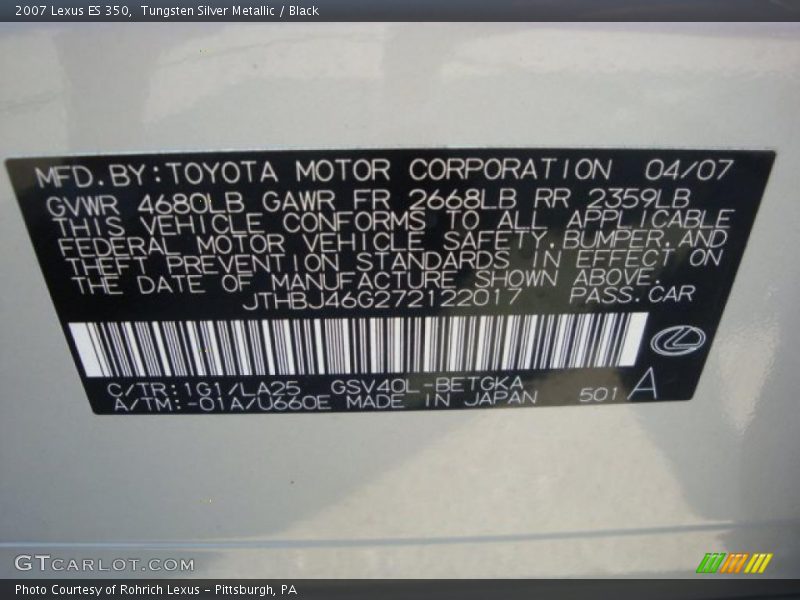 2007 Lexus ES 350,  Tungsten Silver Metallic / Black
MFD.BY:TOYOTA MOTOR CORPORATION 04/07
GVWR 4680LB GAWR FR 2668LB RR 2359LB
THIS VEHICLE CONFORMS TO ALL APPLICABLE
FEDERAL MOTOR VEHICLE SAFETY,BUMPER,AND
THEFT PREVENTION STANDARDS IN EFFECT ON
THE DATE OF MANUFACTURE SHOWN ABOVE.
JTHBJ46G272122017 PASS.CAR
C/TR:1G1/LA25 GSV40L-BETGKA
A/TM:-01A/U660E MADE IN JAPAN 501 A
GTCARLOT.COM
Photo Courtesy of Rohrich Lexus - Pittsburgh, PA